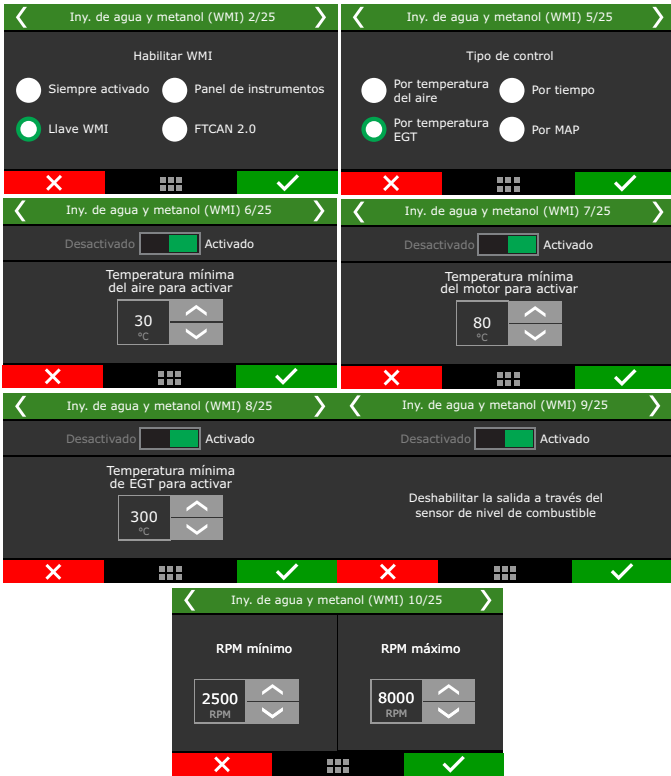 Iny. de agua y metanol (WMI) 2/25
Habilitar WMI
Siempre activado
Panel de instrumentos
Llave WMI
FTCAN 2.0
Iny. de agua y metanol (WMI) 5/25
Tipo de control
Por temperatura
del aire
Por tiempo
Por temperatura
EGT
Por MAP
Iny. de agua y metanol (WMI) 6/25
Desactivado
Activado
Temperatura mínima
del aire para activar
30
°C
Iny. de agua y metanol (WMI) 7/25
Desactivado
Activado
Temperatura mínima
del motor para activar
80
°C
Iny. de agua y metanol (WMI) 8/25
Desactivado
Activado
Temperatura mínima
de EGT para activar
300
°C
Iny. de agua y metanol (WMI) 9/25
Desactivado
Activado
Deshabilitar la salida a través del
sensor de nivel de combustible
Iny. de agua y metanol (WMI) 10/25
RPM mínimo
2500
RPM
RPM máximo
8000
RPM